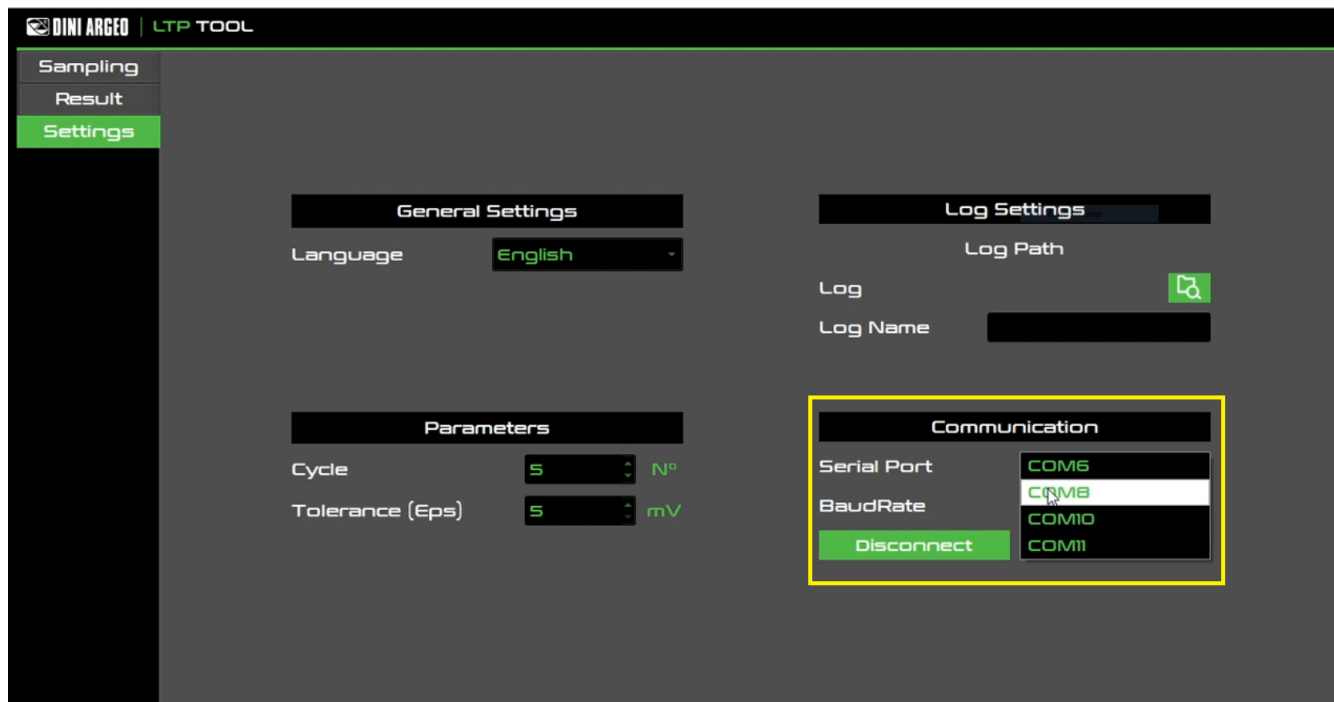 DINI ARGEO | LTP TOOL
Sampling
Result
Settings
General Settings
Language English
Log Settings
Log Path
Log
Log Name
Parameters
Cycle 5 N°
Tolerance (Eps) 5 mV
Communication
Serial Port COM6
COM8
BaudRate
COM10
Disconnect COM11